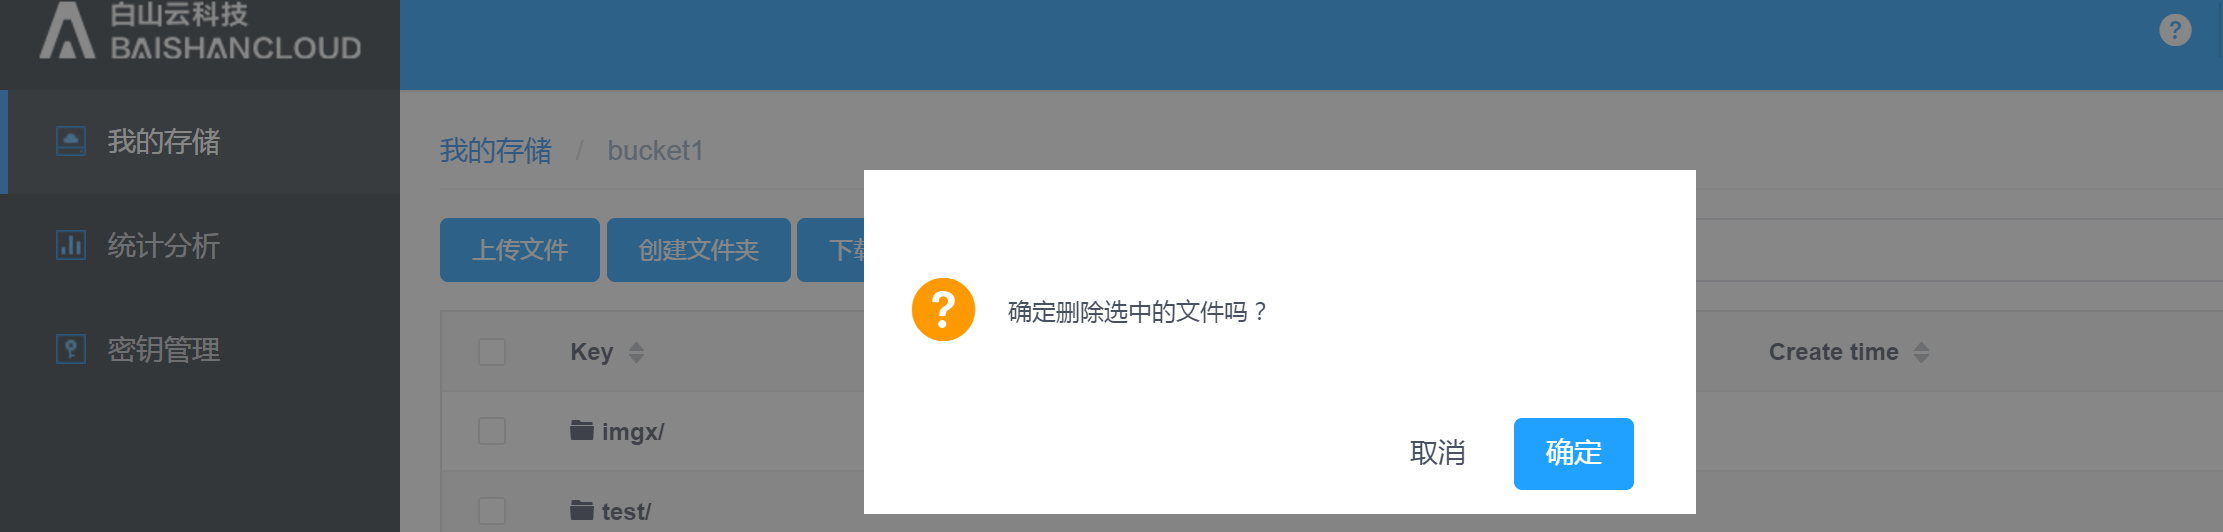 白山云科技
BAISHANCLOUD
我的存储
统计分析
密钥管理
我的存储 / bucket1
上传文件
创建文件夹
Key
Create time
imgx/
test/
确定删除选中的文件吗？
取消
确定